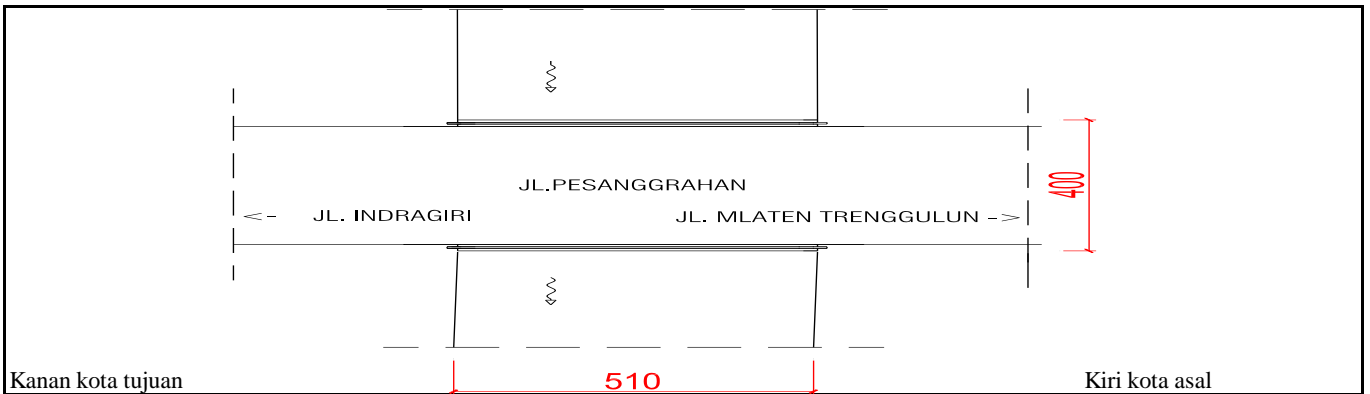 JL.PESANGGRAHAN
400
<- JL. INDRAGIRI JL. MLATEN TRENGGULUN ->
Kanan kota tujuan 510 Kiri kota asal